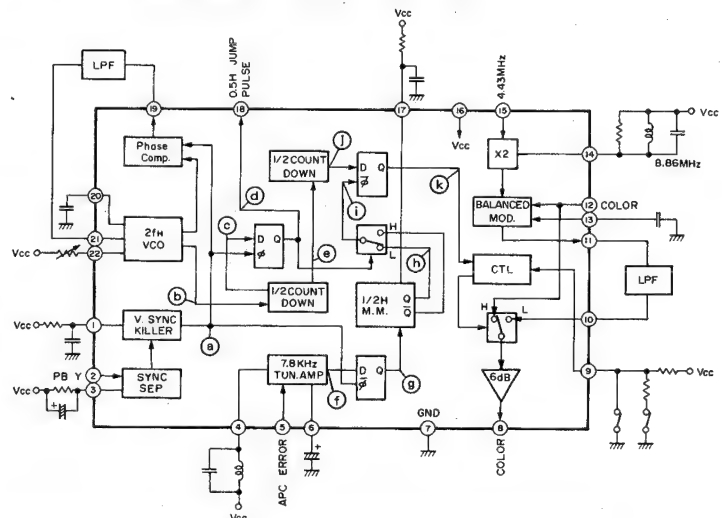 Vcc
LPF
0.5H JUMP
PULSE
4.43MHz
19
18
17
16
15
Vcc
Vcc
Phase
Comp.
1/2 COUNT
DOWN
j
D Q
φ
k
X2
14
8.86MHz
d
i
20
c
D Q
φ
H
L
BALANCED
MOD.
12 COLOR
13
2fH
VCO
21
e
h
11
Vcc
22
b
1/2 COUNT
DOWN
1/2H
M.M.
Q
Q
CTL
LPF
H
L
10
Vcc
1
V. SYNC
KILLER
a
2
PB Y
Vcc
3
SYNC
SEP
7.8KHz
TUN. AMP
f
D Q
g
6dB
9
Vcc
4
5
6
GND
7
8
APC ERROR
COLOR
Vcc